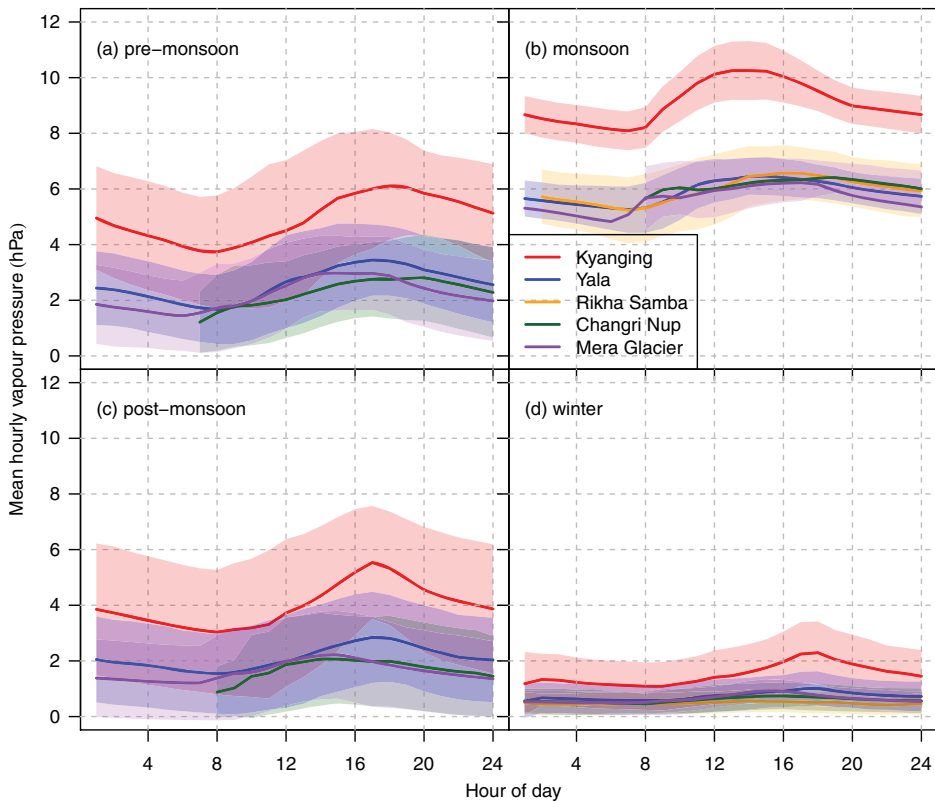 12
10
8
6
4
2
0
(a) pre−monsoon
(b) monsoon
Kyanging
Yala
Rikha Samba
Changri Nup
Mera Glacier
Mean hourly vapour pressure (hPa)
12
10
8
6
4
2
0
(c) post−monsoon
(d) winter
4 8 12 16 20 24 4 8 12 16 20 24
Hour of day